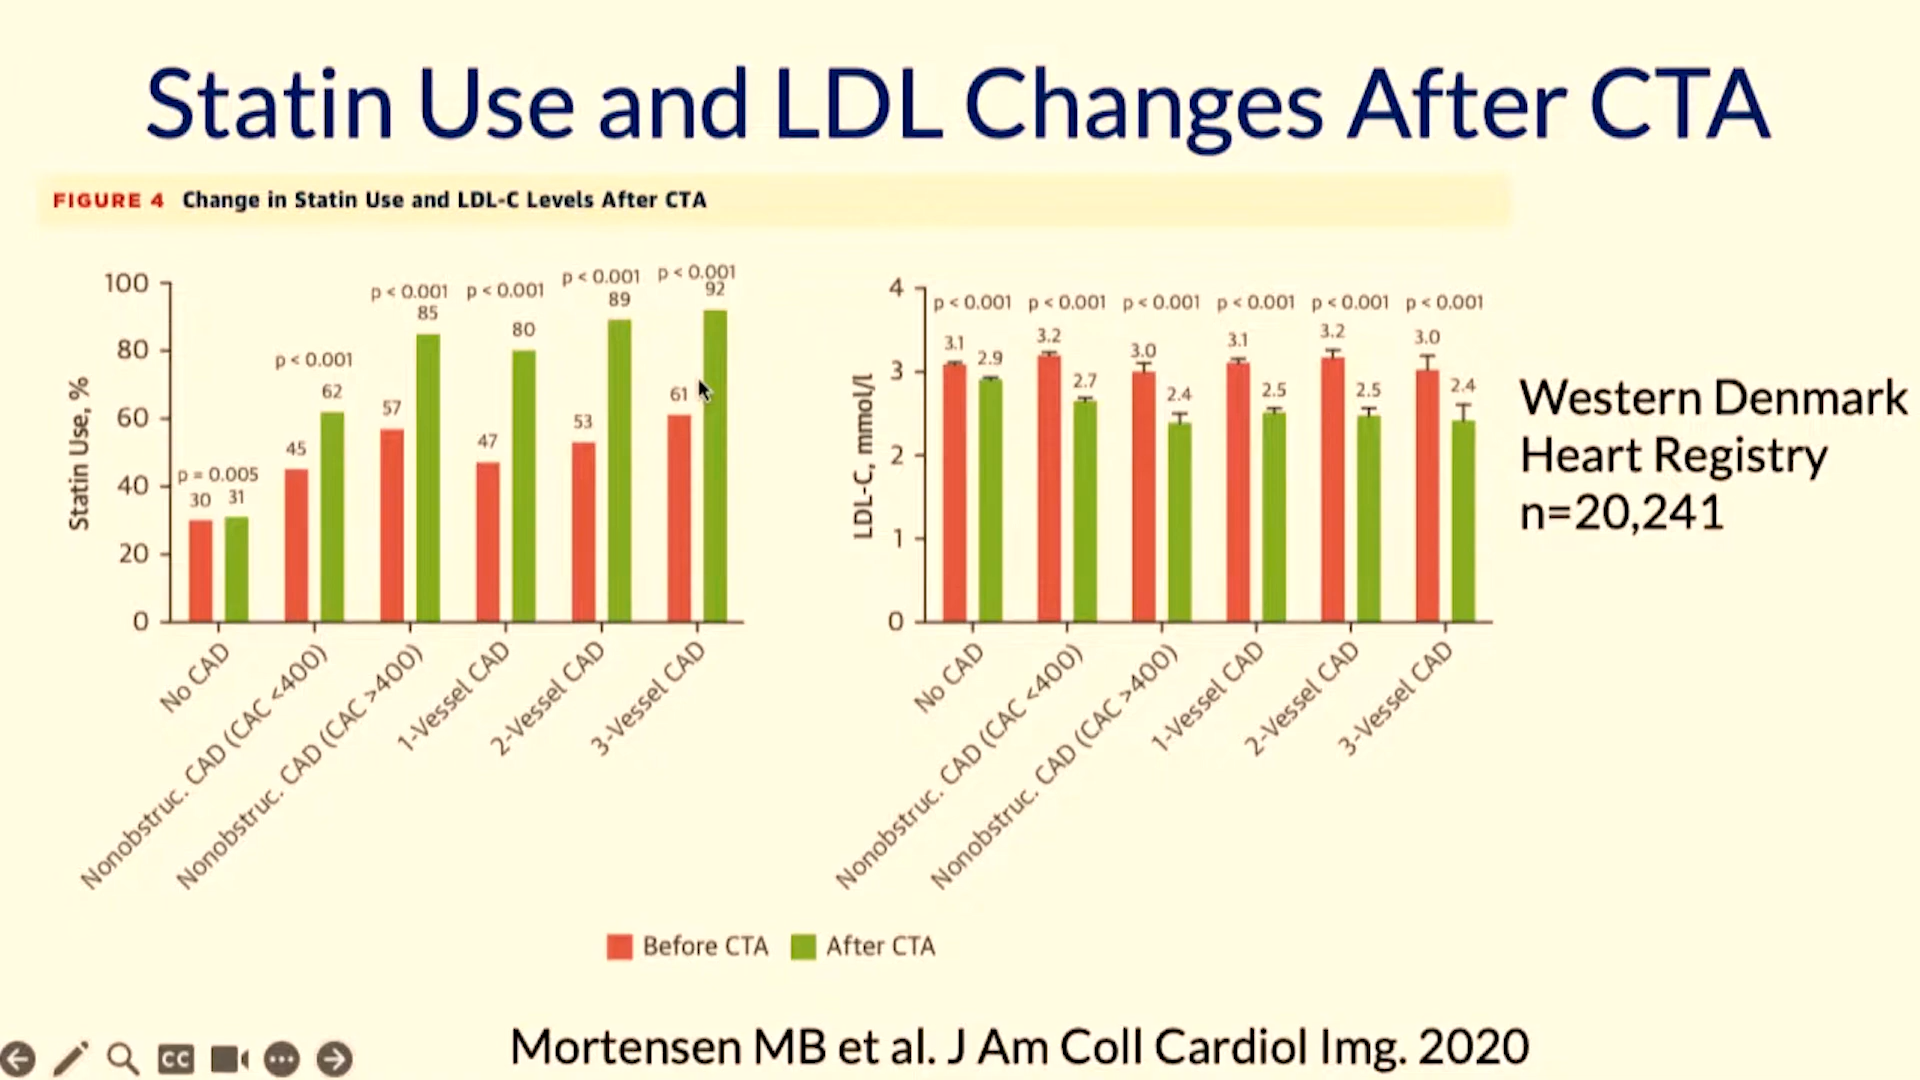 Statin Use and LDL Changes After CTA
FIGURE 4 Change in Statin Use and LDL-C Levels After CTA
Statin Use, %
100
80
60
40
20
0
p = 0.005
30 31
p < 0.001
45 62
p < 0.001
57 85
p < 0.001
47 80
p < 0.001
53 89
p < 0.001
61 92
No CAD
Nonobstruc. CAD (CAC <400)
Nonobstruc. CAD (CAC >400)
1-Vessel CAD
2-Vessel CAD
3-Vessel CAD
LDL-C, mmol/l
4
3
2
1
0
p < 0.001
3.1 2.9
p < 0.001
3.2 2.7
p < 0.001
3.0 2.4
p < 0.001
3.1 2.5
p < 0.001
3.2 2.5
p < 0.001
3.0 2.4
No CAD
Nonobstruc. CAD (CAC <400)
Nonobstruc. CAD (CAC >400)
1-Vessel CAD
2-Vessel CAD
3-Vessel CAD
Western Denmark
Heart Registry
n=20,241
Before CTA After CTA
CC
Mortensen MB et al. J Am Coll Cardiol Img. 2020